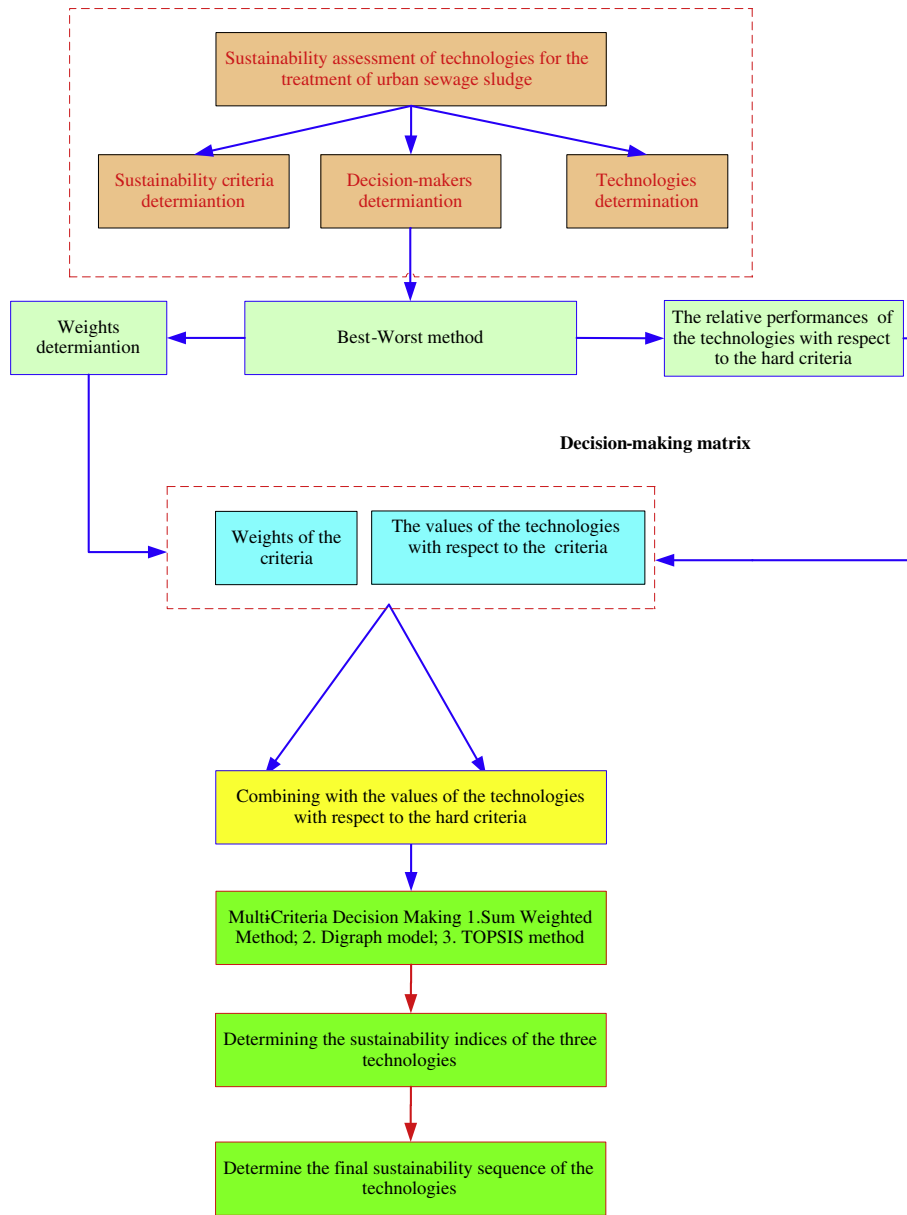 Sustainability assessment of technologies for the
treatment of urban sewage sludge
Sustainability criteria
determiantion
Decision-makers
determiantion
Technologies
determination
Weights
determiantion
Best-Worst method
The relative performances of
the technologies with respect
to the hard criteria
Decision-making matrix
Weights of the
criteria
The values of the technologies
with respect to the criteria
Combining with the values of the technologies
with respect to the hard criteria
Multi-Criteria Decision Making 1.Sum Weighted
Method; 2. Digraph model; 3. TOPSIS method
Determining the sustainability indices of the three
technologies
Determine the final sustainability sequence of the
technologies